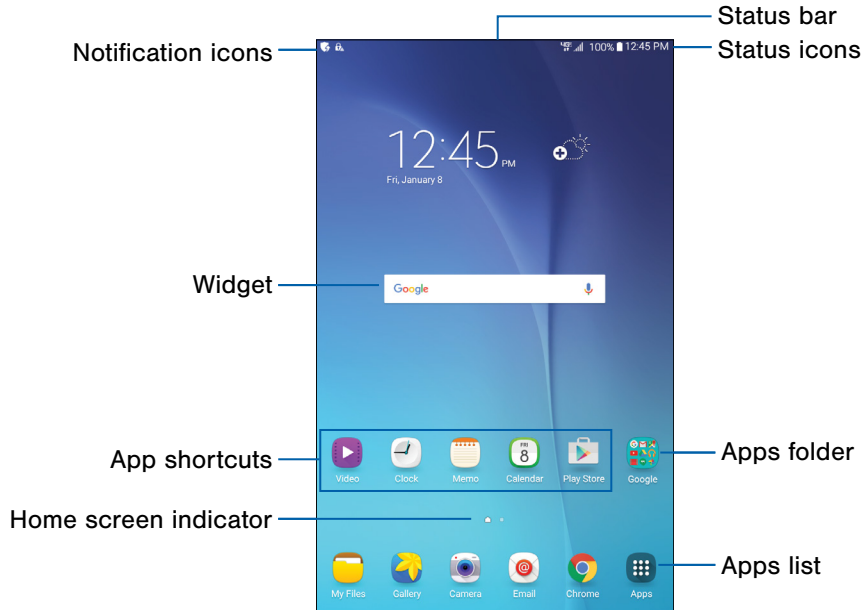 Status bar
Notification icons
4G LTE 100% 12:45 PM
Status icons
12:45 PM
Fri, January 8
Widget
Google
App shortcuts
FRI
8
Video Clock Memo Calendar Play Store Google
Apps folder
Home screen indicator
My Files Gallery Camera Email Chrome Apps
Apps list